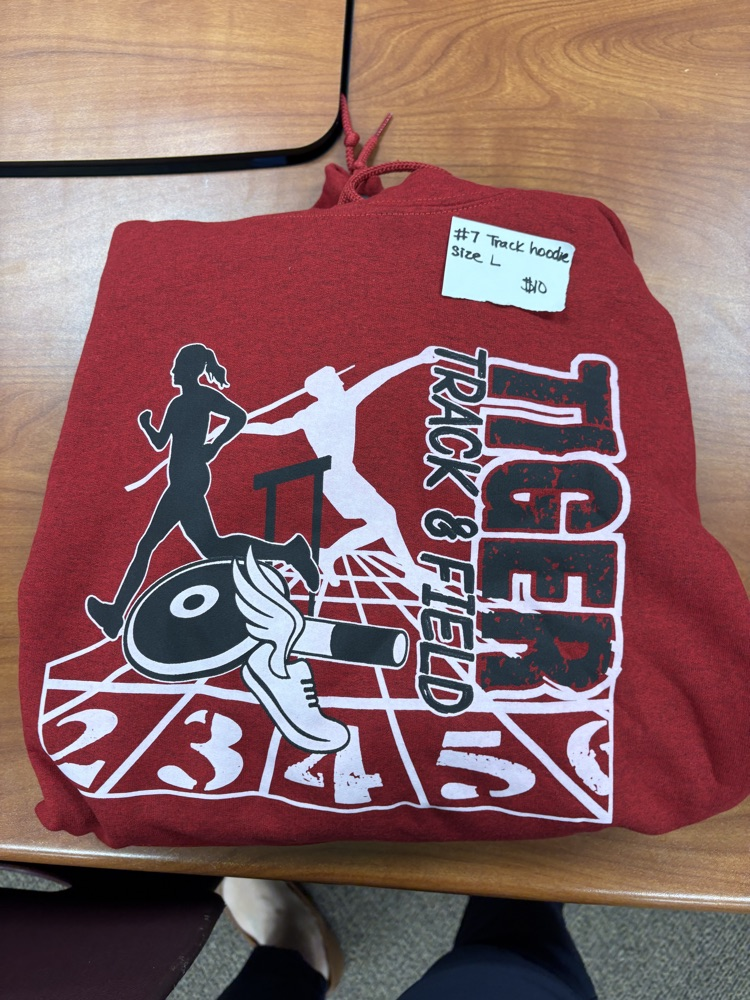 #7 Track hoodie
size L
$10
TIGER
TRACK & FIELD
2 3 4 5 6